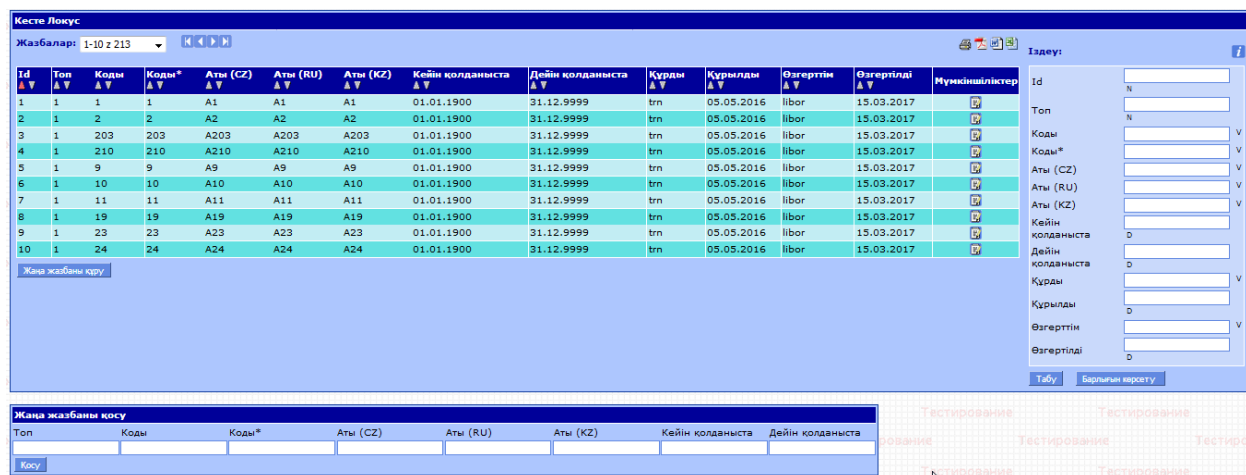 Кесте Локус
Жазбалар: 1-10 z 213
Id Топ Коды Коды* Аты (CZ) Аты (RU) Аты (KZ) Кейін қолданыста Дейін қолданыста Құрды Құрылды Өзгерттім Өзгертілді Мүмкіншіліктер
1 1 1 1 A1 A1 A1 01.01.1900 31.12.9999 trn 05.05.2016 libor 15.03.2017
2 1 2 2 A2 A2 A2 01.01.1900 31.12.9999 trn 05.05.2016 libor 15.03.2017
3 1 203 203 A203 A203 A203 01.01.1900 31.12.9999 trn 05.05.2016 libor 15.03.2017
4 1 210 210 A210 A210 A210 01.01.1900 31.12.9999 trn 05.05.2016 libor 15.03.2017
5 1 9 9 A9 A9 A9 01.01.1900 31.12.9999 trn 05.05.2016 libor 15.03.2017
6 1 10 10 A10 A10 A10 01.01.1900 31.12.9999 trn 05.05.2016 libor 15.03.2017
7 1 11 11 A11 A11 A11 01.01.1900 31.12.9999 trn 05.05.2016 libor 15.03.2017
8 1 19 19 A19 A19 A19 01.01.1900 31.12.9999 trn 05.05.2016 libor 15.03.2017
9 1 23 23 A23 A23 A23 01.01.1900 31.12.9999 trn 05.05.2016 libor 15.03.2017
10 1 24 24 A24 A24 A24 01.01.1900 31.12.9999 trn 05.05.2016 libor 15.03.2017
Жаңа жазбаны құру
Іздеу:
Id
N
Топ
N
Коды V
Коды* V
Аты (CZ) V
Аты (RU) V
Аты (KZ) V
Кейін
қолданыста D
Дейін
қолданыста D
Құрды V
Құрылды
D
Өзгерттім V
Өзгертілді
D
Табу Барлығын көрсету
Жаңа жазбаны қосу
Топ Коды Коды* Аты (CZ) Аты (RU) Аты (KZ) Кейін қолданыста Дейін қолданыста
Қосу
Тестирование Тестирование
Тестирование
Тестирование Тестирование